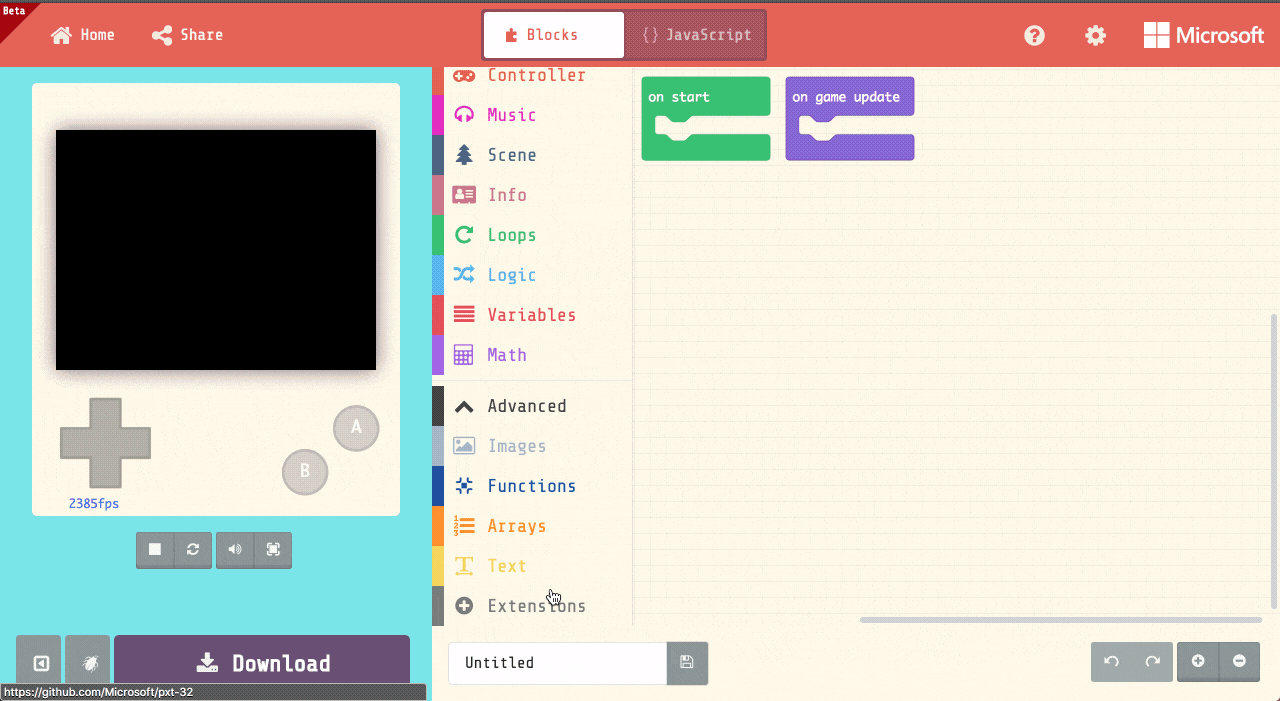 Beta
Home
Share
Blocks
{} JavaScript
Microsoft
Controller
Music
Scene
Info
Loops
Logic
Variables
Math
Advanced
Images
Functions
Arrays
Text
Extensions
on start
on game update
A
B
2385fps
Download
Untitled
https://github.com/Microsoft/pxt-32